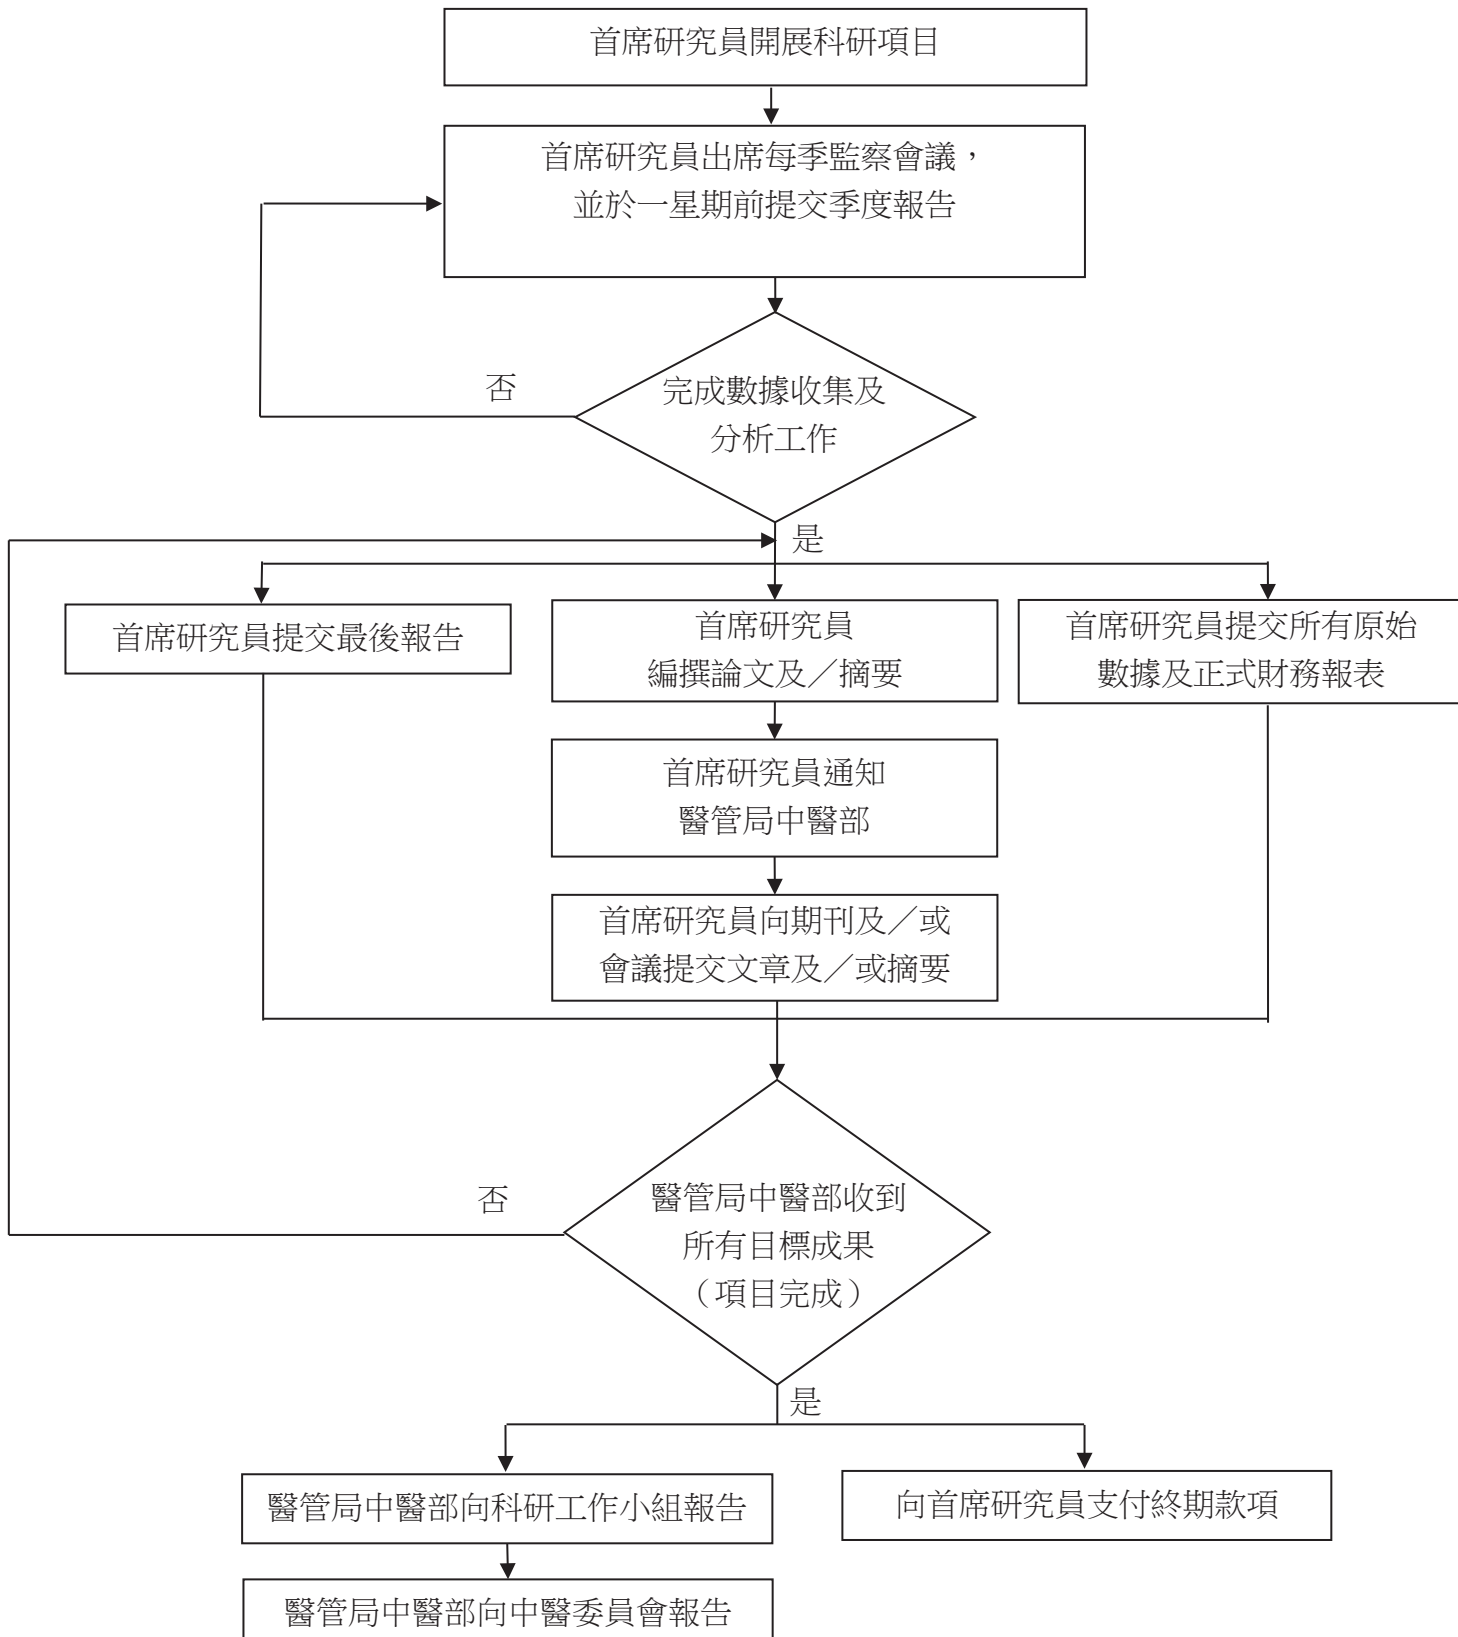 首席研究員開展科研項目
首席研究員出席每季監察會議，
並於一星期前提交季度報告
否
完成數據收集及
分析工作
是
首席研究員提交最後報告
首席研究員
編撰論文及／摘要
首席研究員提交所有原始
數據及正式財務報表
首席研究員通知
醫管局中醫部
首席研究員向期刊及／或
會議提交文章及／或摘要
否
醫管局中醫部收到
所有目標成果
（項目完成）
是
醫管局中醫部向科研工作小組報告
向首席研究員支付終期款項
醫管局中醫部向中醫委員會報告